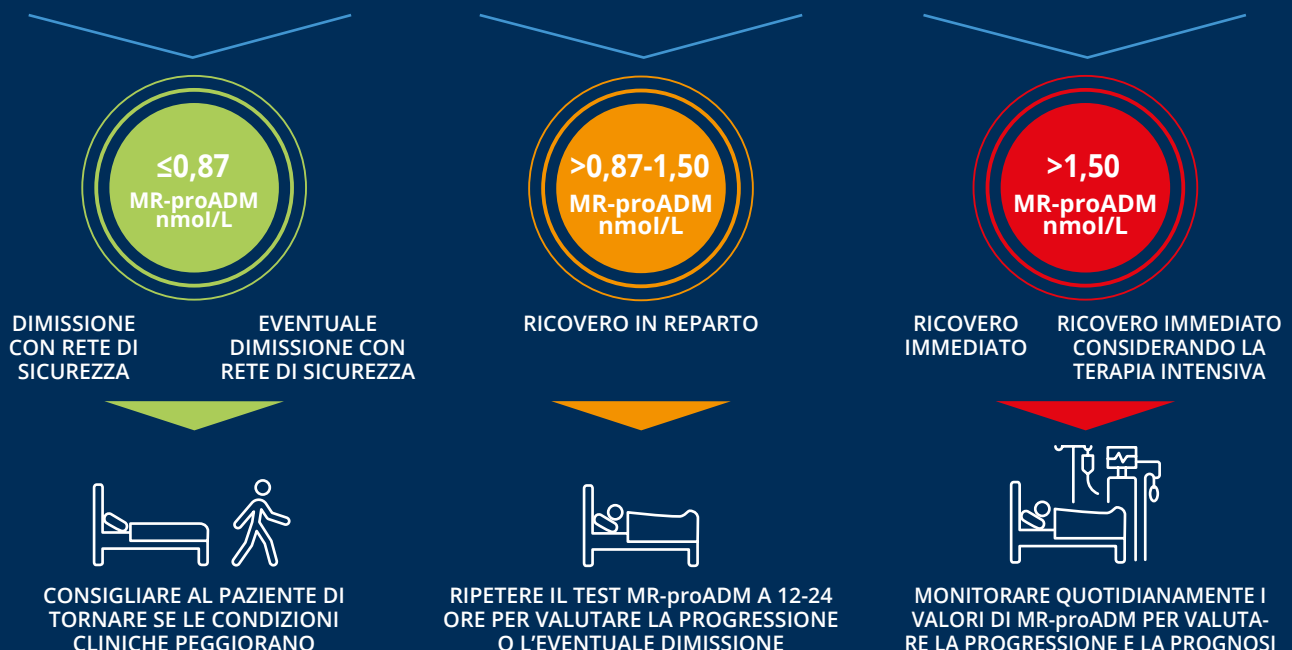 ≤0,87
MR-proADM
nmol/L
DIMISSIONE
CON RETE DI
SICUREZZA
EVENTUALE
DIMISSIONE CON
RETE DI SICUREZZA
CONSIGLIARE AL PAZIENTE DI
TORNARE SE LE CONDIZIONI
CLINICHE PEGGIORANO
>0,87-1,50
MR-proADM
nmol/L
RICOVERO IN REPARTO
RIPETERE IL TEST MR-proADM A 12-24
ORE PER VALUTARE LA PROGRESSIONE
O L'EVENTUALE DIMISSIONE
>1,50
MR-proADM
nmol/L
RICOVERO
IMMEDIATO
RICOVERO IMMEDIATO
CONSIDERANDO LA
TERAPIA INTENSIVA
MONITORARE QUOTIDIANAMENTE I
VALORI DI MR-proADM PER VALUTA-
RE LA PROGRESSIONE E LA PROGNOSI